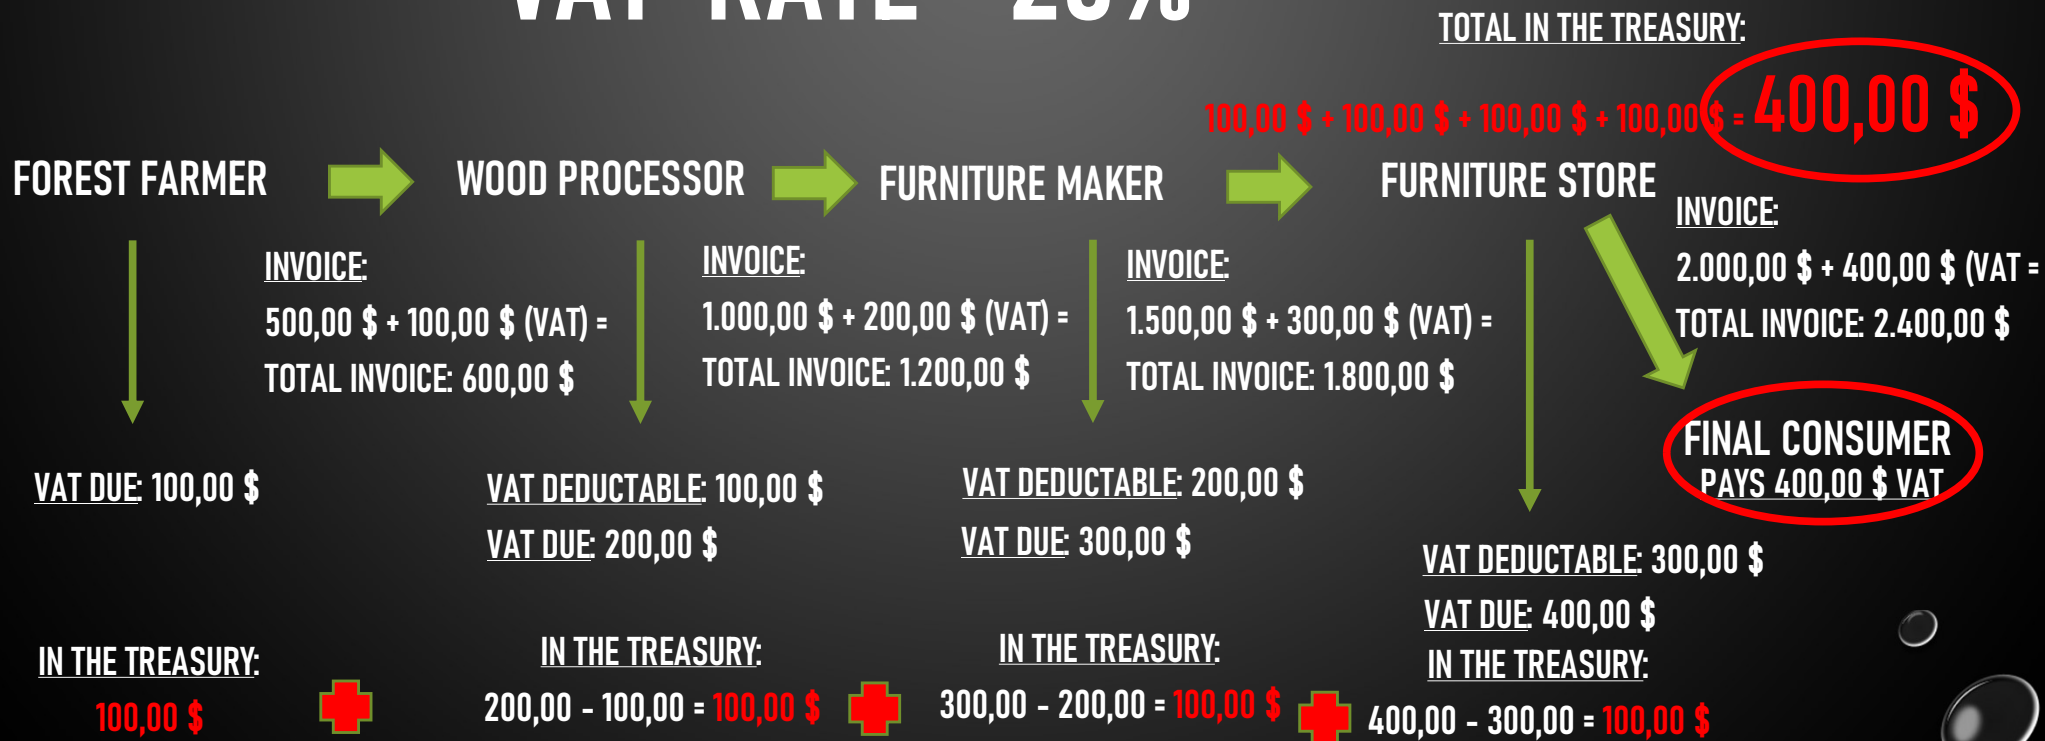 VAT RATE - 20%
TOTAL IN THE TREASURY:
100,00 $ + 100,00 $ + 100,00 $ + 100,00 $ = 400,00 $
FOREST FARMER
WOOD PROCESSOR
FURNITURE MAKER
FURNITURE STORE
INVOICE:
500,00 $ + 100,00 $ (VAT) =
TOTAL INVOICE: 600,00 $
INVOICE:
1.000,00 $ + 200,00 $ (VAT) =
TOTAL INVOICE: 1.200,00 $
INVOICE:
1.500,00 $ + 300,00 $ (VAT) =
TOTAL INVOICE: 1.800,00 $
INVOICE:
2.000,00 $ + 400,00 $ (VAT =
TOTAL INVOICE: 2.400,00 $
FINAL CONSUMER
PAYS 400,00 $ VAT
VAT DUE: 100,00 $
VAT DEDUCTABLE: 100,00 $
VAT DUE: 200,00 $
VAT DEDUCTABLE: 200,00 $
VAT DUE: 300,00 $
VAT DEDUCTABLE: 300,00 $
VAT DUE: 400,00 $
IN THE TREASURY:
100,00 $
IN THE TREASURY:
200,00 - 100,00 = 100,00 $
IN THE TREASURY:
300,00 - 200,00 = 100,00 $
IN THE TREASURY:
400,00 - 300,00 = 100,00 $